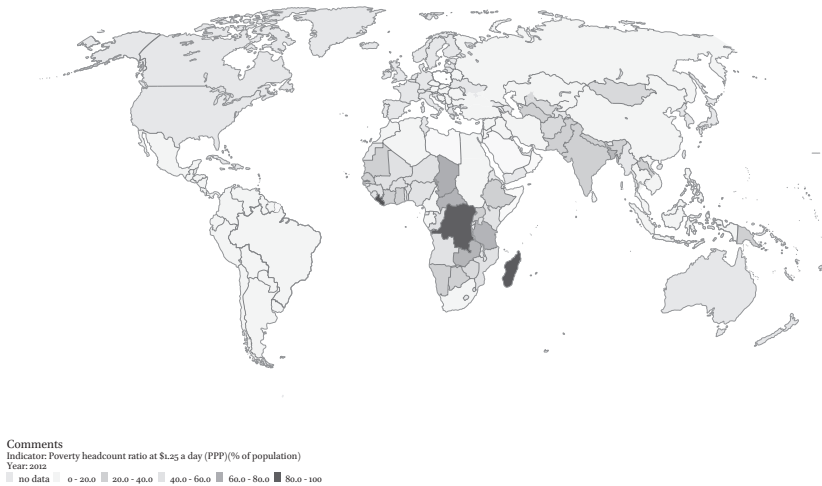 Comments
Indicator: Poverty headcount ratio at $1.25 a day (PPP)(% of population)
Year: 2012
no data 0 - 20.0 20.0 - 40.0 40.0 - 60.0 60.0 - 80.0 80.0 - 100